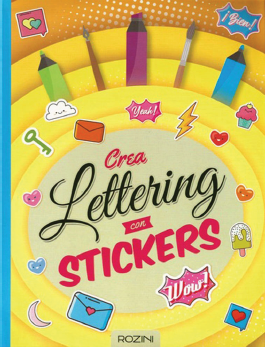 ¡Bien!
Yeah!
Crea
Lettering
con
STICKERS
Wow!
ROZINI